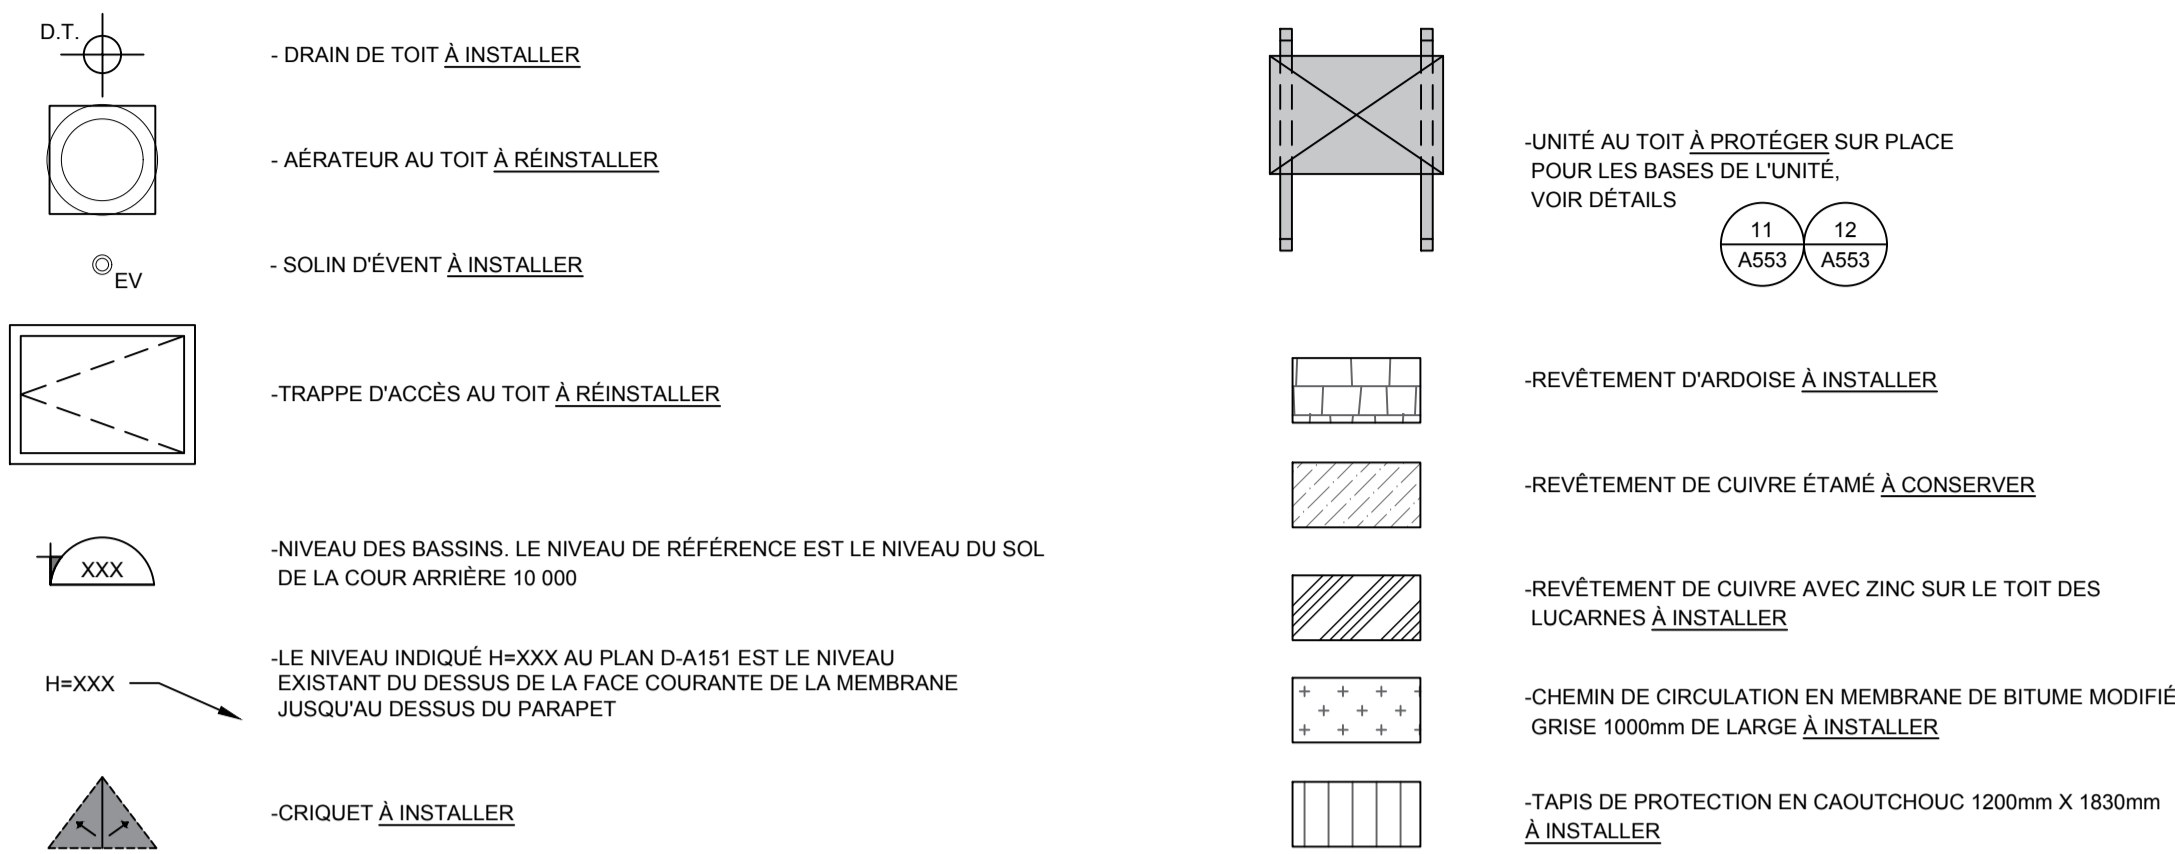 D.T.
- DRAIN DE TOIT À INSTALLER
- AÉRATEUR AU TOIT À RÉINSTALLER
EV
- SOLIN D'ÉVENT À INSTALLER
-TRAPPE D'ACCÈS AU TOIT À RÉINSTALLER
XXX
-NIVEAU DES BASSINS. LE NIVEAU DE RÉFÉRENCE EST LE NIVEAU DU SOL
DE LA COUR ARRIÈRE 10 000
H=XXX
-LE NIVEAU INDIQUÉ H=XXX AU PLAN D-A151 EST LE NIVEAU
EXISTANT DU DESSUS DE LA FACE COURANTE DE LA MEMBRANE
JUSQU'AU DESSUS DU PARAPET
-CRIQUET À INSTALLER
-UNITÉ AU TOIT À PROTÉGER SUR PLACE
POUR LES BASES DE L'UNITÉ,
VOIR DÉTAILS
11 12
A553 A553
-REVÊTEMENT D'ARDOISE À INSTALLER
-REVÊTEMENT DE CUIVRE ÉTAMÉ À CONSERVER
-REVÊTEMENT DE CUIVRE AVEC ZINC SUR LE TOIT DES
LUCARNES À INSTALLER
-CHEMIN DE CIRCULATION EN MEMBRANE DE BITUME MODIFIÉ
GRISE 1000mm DE LARGE À INSTALLER
-TAPIS DE PROTECTION EN CAOUTCHOUC 1200mm X 1830mm
À INSTALLER